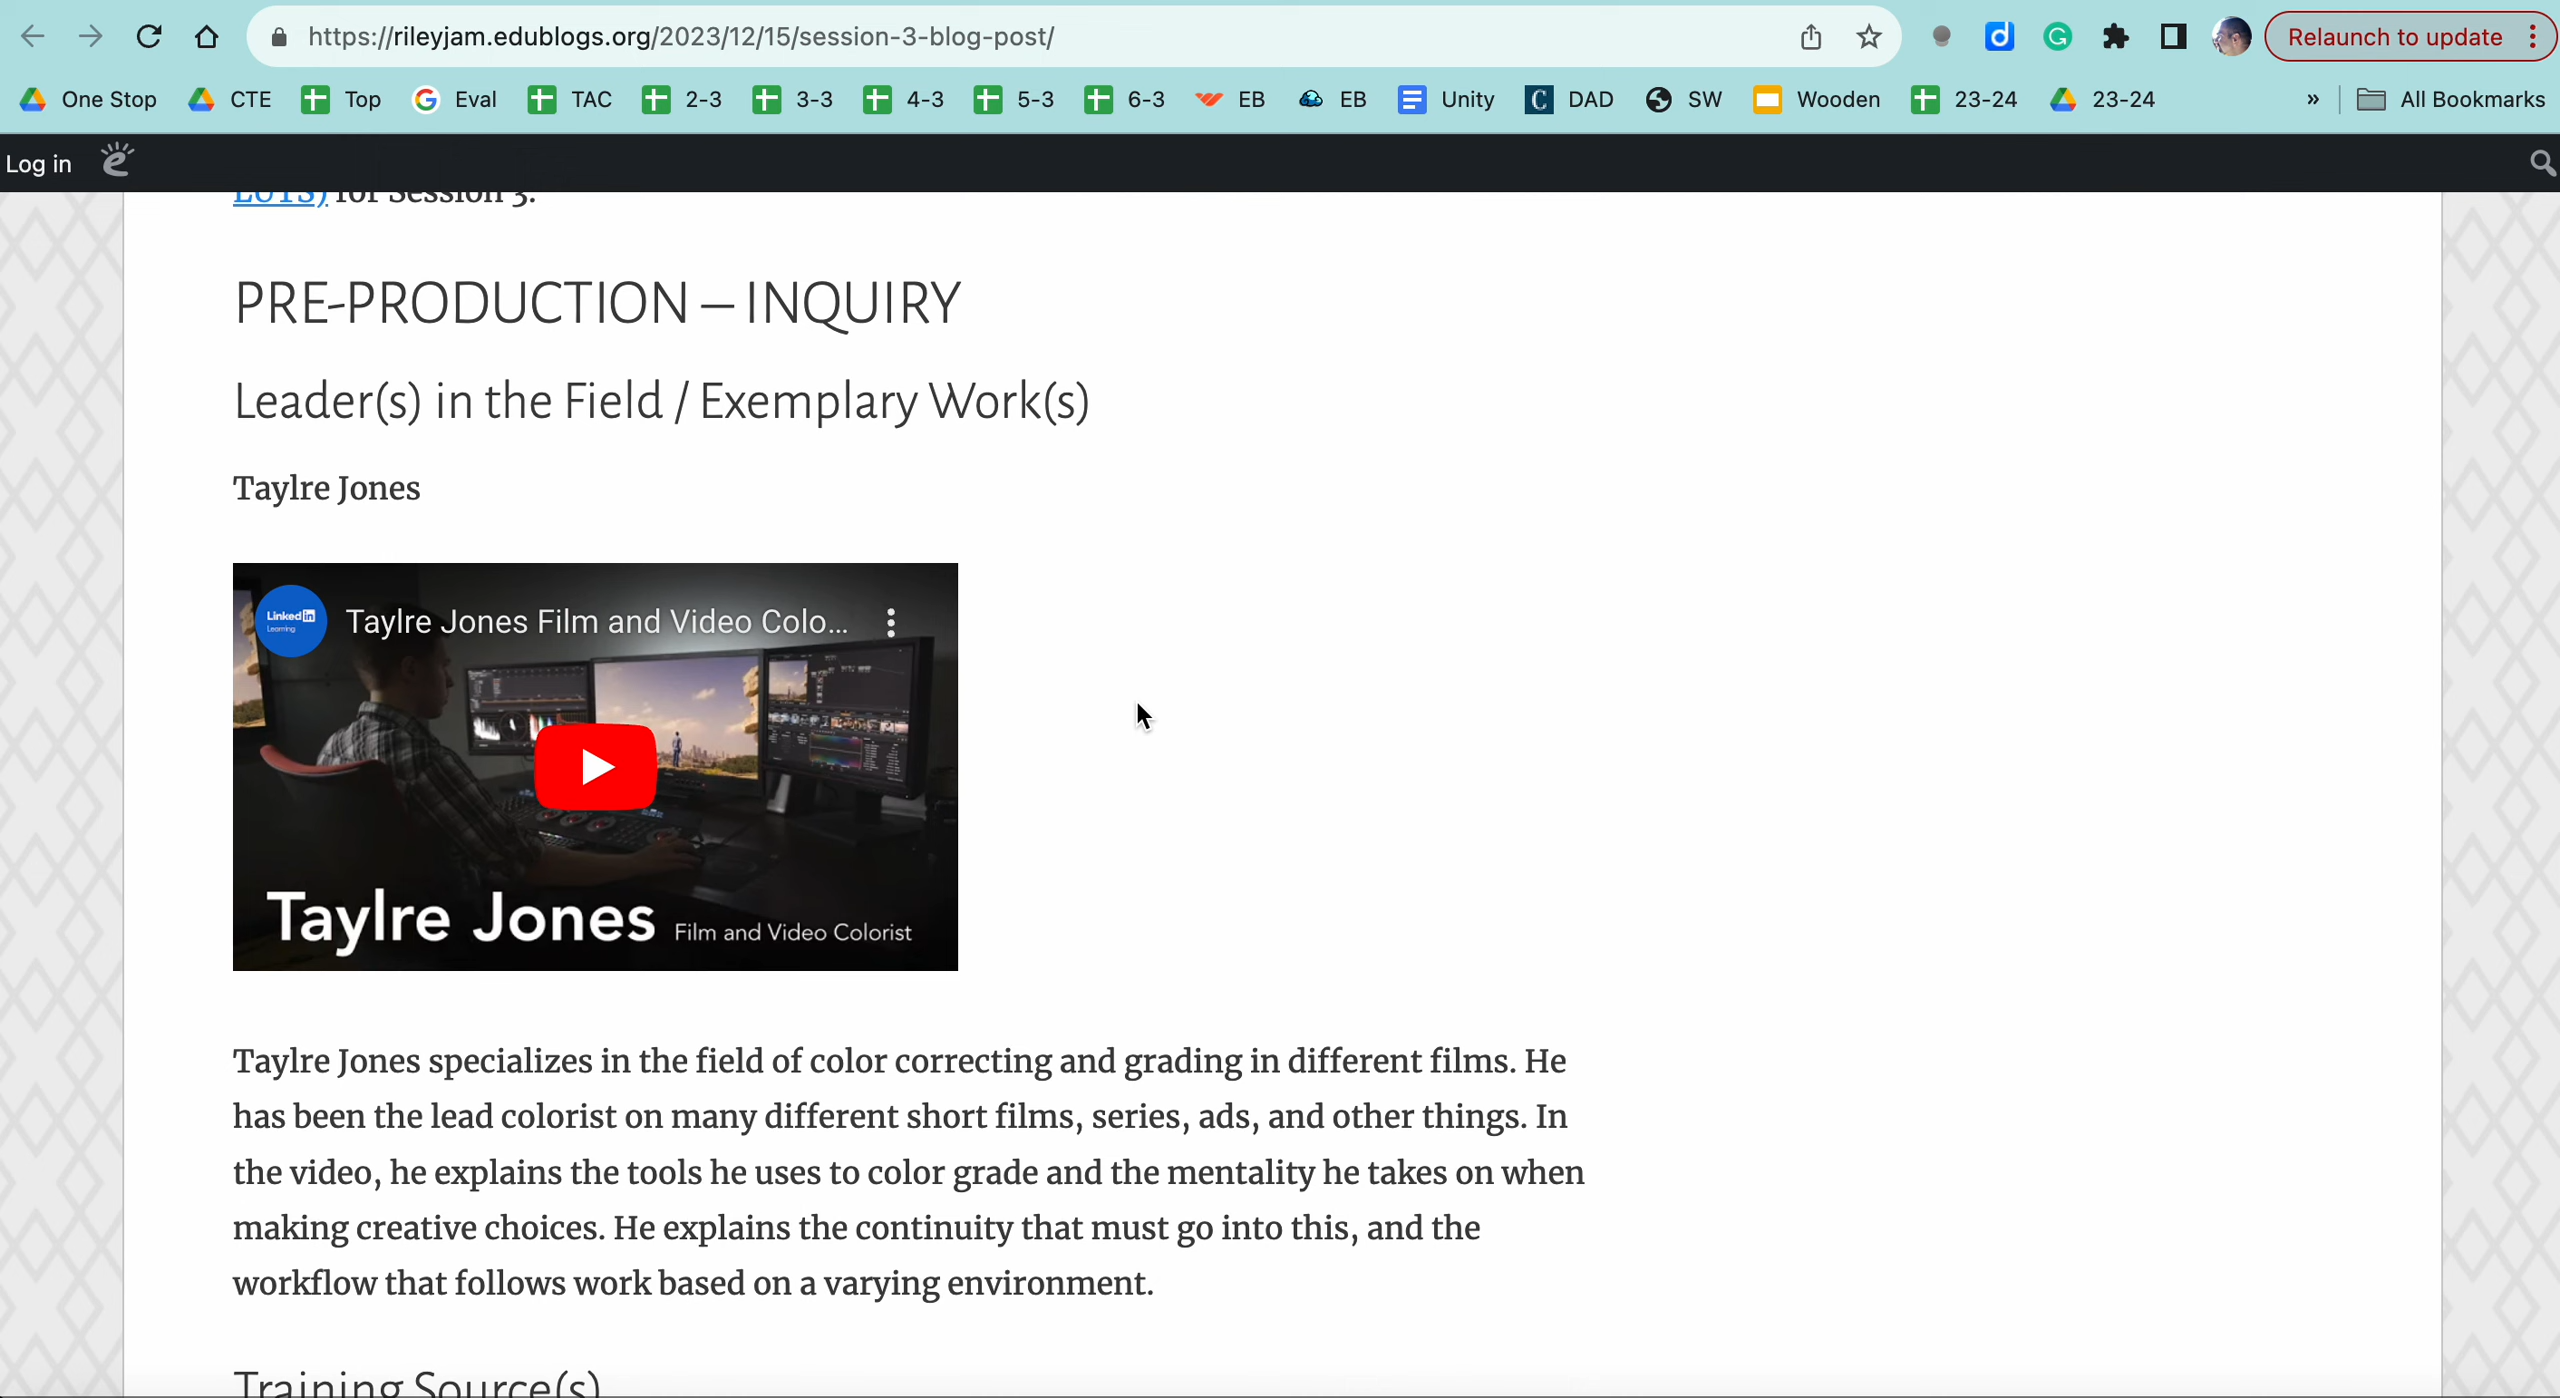 https://rileyjam.edublogs.org/2023/12/15/session-3-blog-post/
Relaunch to update
One Stop CTE Top Eval TAC 2-3 3-3 4-3 5-3 6-3 EB EB Unity DAD SW Wooden 23-24 23-24 » All Bookmarks
Log in
LUTS) for Session 3.
PRE-PRODUCTION – INQUIRY
Leader(s) in the Field / Exemplary Work(s)
Taylre Jones
Linked in Learning
Taylre Jones Film and Video Colo...
Taylre Jones Film and Video Colorist
Taylre Jones specializes in the field of color correcting and grading in different films. He
has been the lead colorist on many different short films, series, ads, and other things. In
the video, he explains the tools he uses to color grade and the mentality he takes on when
making creative choices. He explains the continuity that must go into this, and the
workflow that follows work based on a varying environment.
Training Source(s)